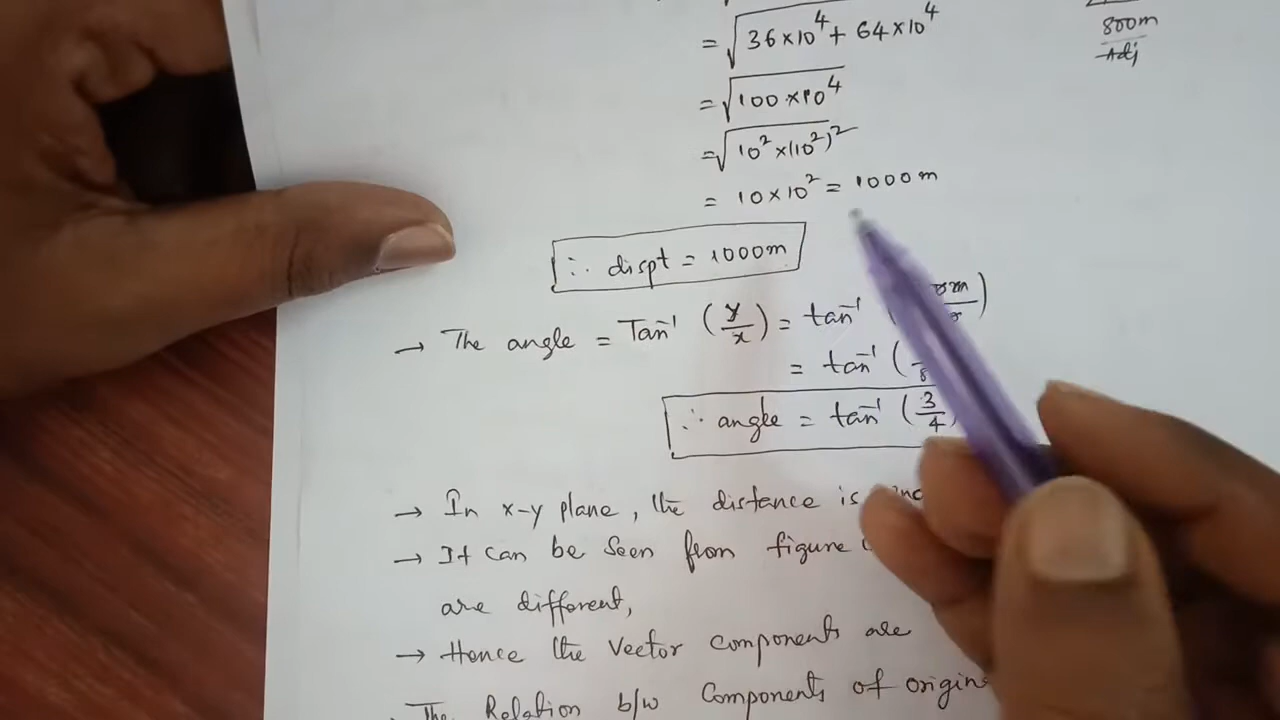 = √36×10⁴ + 64×10⁴
800m
Adj
= √100×10⁴
= √10²×(10²)²
= 10×10² = 1000m
∴ dispt = 1000m
→ The angle = Tan⁻¹ (y/x) = tan⁻¹ (
= tan⁻¹ (
∴ angle = tan⁻¹ (3/4
→ In x-y plane, the distance is
→ It can be seen from figure
are different,
→ Hence the vector components are
The Relation b/w Components of